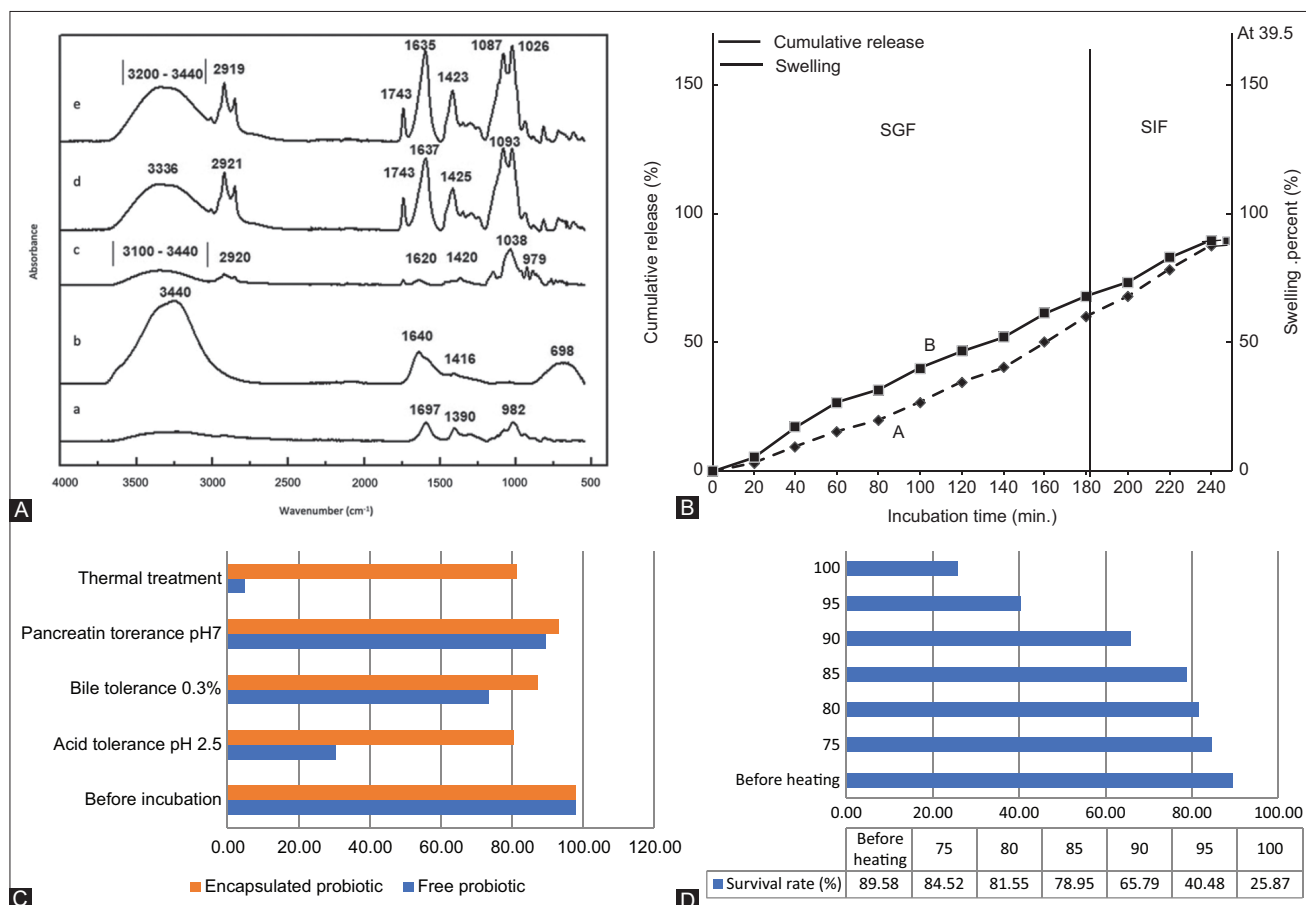 3200 - 3440
2919
1743
1635
1423
1087
1026
e
3336
2921
1743
1637
1425
1093
d
3100 - 3440
2920
1620
1420
1038
979
c
3440
1640
1416
698
b
1697
1390
982
a
Absorbance
4000 3500 3000 2500 2000 1500 1000 500
Wavenumber (cm-1)
A
Cumulative release
Swelling
At 39.5
SGF
SIF
150
100
50
0
Cumulative release (%)
150
100
50
0
Swelling .percent (%)
B
A
0 20 40 60 80 100 120 140 160 180 200 220 240
Incubation time (min.)
B
Thermal treatment
Pancreatin torerance pH7
Bile tolerance 0.3%
Acid tolerance pH 2.5
Before incubation
0.00 20.00 40.00 60.00 80.00 100.00 120.00
Encapsulated probiotic Free probiotic
C
100
95
90
85
80
75
Before heating
0.00 20.00 40.00 60.00 80.00 100.00
Before
heating 75 80 85 90 95 100
Survival rate (%) 89.58 84.52 81.55 78.95 65.79 40.48 25.87
D